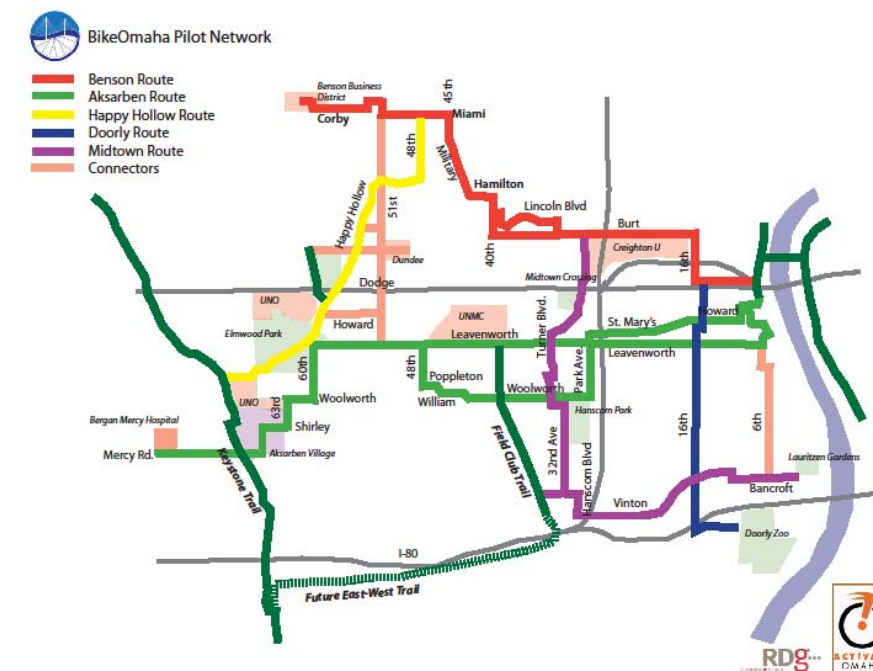 BikeOmaha Pilot Network
Benson Route
Aksarben Route
Happy Hollow Route
Doorly Route
Midtown Route
Connectors
Benson Business
District
Corby
45th
Miami
48th
Military
Hamilton
Lincoln Blvd
Happy Hollow
51st
Burt
Creighton U
40th
16th
Dundee
Midtown Crossing
Dodge
UNO
Howard
UNMC
Turner Blvd.
St. Mary's
Howard
Elmwood Park
Leavenworth
Leavenworth
60th
48th
Poppleton
Park Ave.
Woolworth
William
Woolworth
UNO
63rd
Hanscom Park
Bergan Mercy Hospital
Shirley
16th
6th
Mercy Rd.
Aksarben Village
Keystone Trail
Field Club Trail
32nd Ave
Hanscom Blvd
Lauritzen Gardens
Vinton
Bancroft
Doorly Zoo
I-80
Future East-West Trail
RDg
OMAH